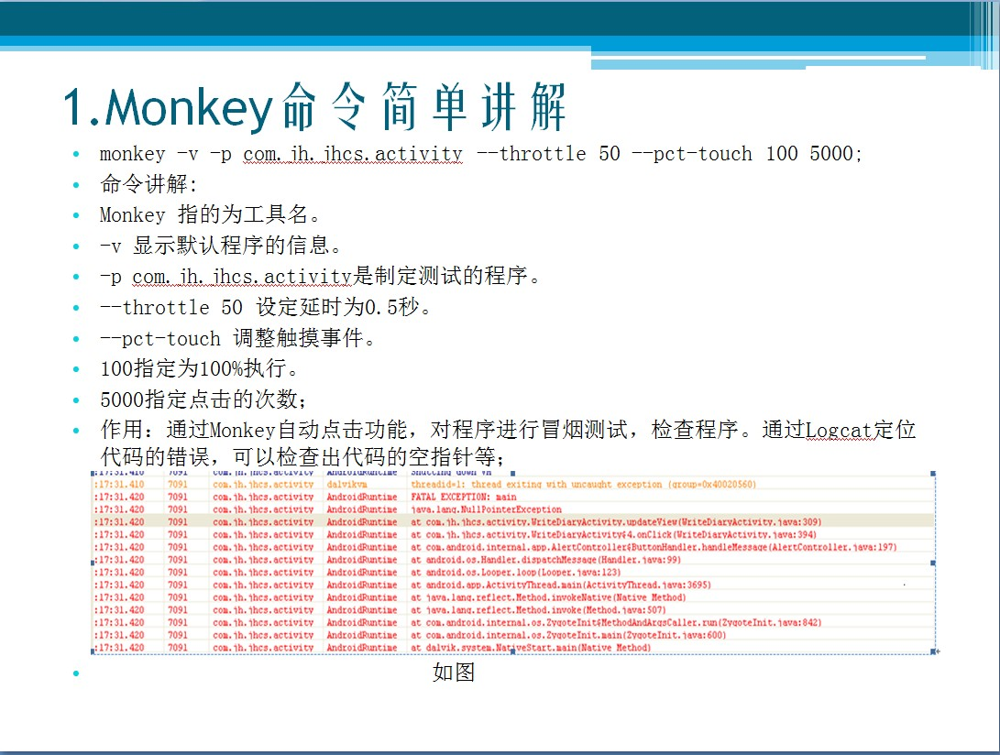 1.Monkey命令简单讲解
monkey -v -p com.jh.jhcs.activity --throttle 50 --pct-touch 100 5000;
命令讲解:
Monkey 指的为工具名。
-v 显示默认程序的信息。
-p com.jh.jhcs.activity是制定测试的程序。
--throttle 50 设定延时为0.5秒。
--pct-touch 调整触摸事件。
100指定为100%执行。
5000指定点击的次数;
作用: 通过Monkey自动点击功能, 对程序进行冒烟测试, 检查程序。通过Logcat定位
代码的错误, 可以检查出代码的空指针等;
:17:31.410 7091 com.jh.jhcs.activity AndroidRuntime Shutting down VM
:17:31.410 7091 com.jh.jhcs.activity dalvikvm threadid=1: thread exiting with uncaught exception (group=0x40020560)
:17:31.420 7091 com.jh.jhcs.activity AndroidRuntime FATAL EXCEPTION: main
:17:31.420 7091 com.jh.jhcs.activity AndroidRuntime java.lang.NullPointerException
:17:31.420 7091 com.jh.jhcs.activity AndroidRuntime at com.jh.jhcs.activity.WriteDiaryActivity.updateView(WriteDiaryActivity.java:309)
:17:31.420 7091 com.jh.jhcs.activity AndroidRuntime at com.jh.jhcs.activity.WriteDiaryActivity$4.onClick(WriteDiaryActivity.java:394)
:17:31.420 7091 com.jh.jhcs.activity AndroidRuntime at com.android.internal.app.AlertController$ButtonHandler.handleMessage(AlertController.java:197)
:17:31.420 7091 com.jh.jhcs.activity AndroidRuntime at android.os.Handler.dispatchMessage(Handler.java:99)
:17:31.420 7091 com.jh.jhcs.activity AndroidRuntime at android.os.Looper.loop(Looper.java:123)
:17:31.420 7091 com.jh.jhcs.activity AndroidRuntime at android.app.ActivityThread.main(ActivityThread.java:3695)
:17:31.420 7091 com.jh.jhcs.activity AndroidRuntime at java.lang.reflect.Method.invokeNative(Native Method)
:17:31.420 7091 com.jh.jhcs.activity AndroidRuntime at java.lang.reflect.Method.invoke(Method.java:507)
:17:31.420 7091 com.jh.jhcs.activity AndroidRuntime at com.android.internal.os.ZygoteInit$MethodAndArgsCaller.run(ZygoteInit.java:842)
:17:31.420 7091 com.jh.jhcs.activity AndroidRuntime at com.android.internal.os.ZygoteInit.main(ZygoteInit.java:600)
:17:31.420 7091 com.jh.jhcs.activity AndroidRuntime at dalvik.system.NativeStart.main(Native Method)
如图